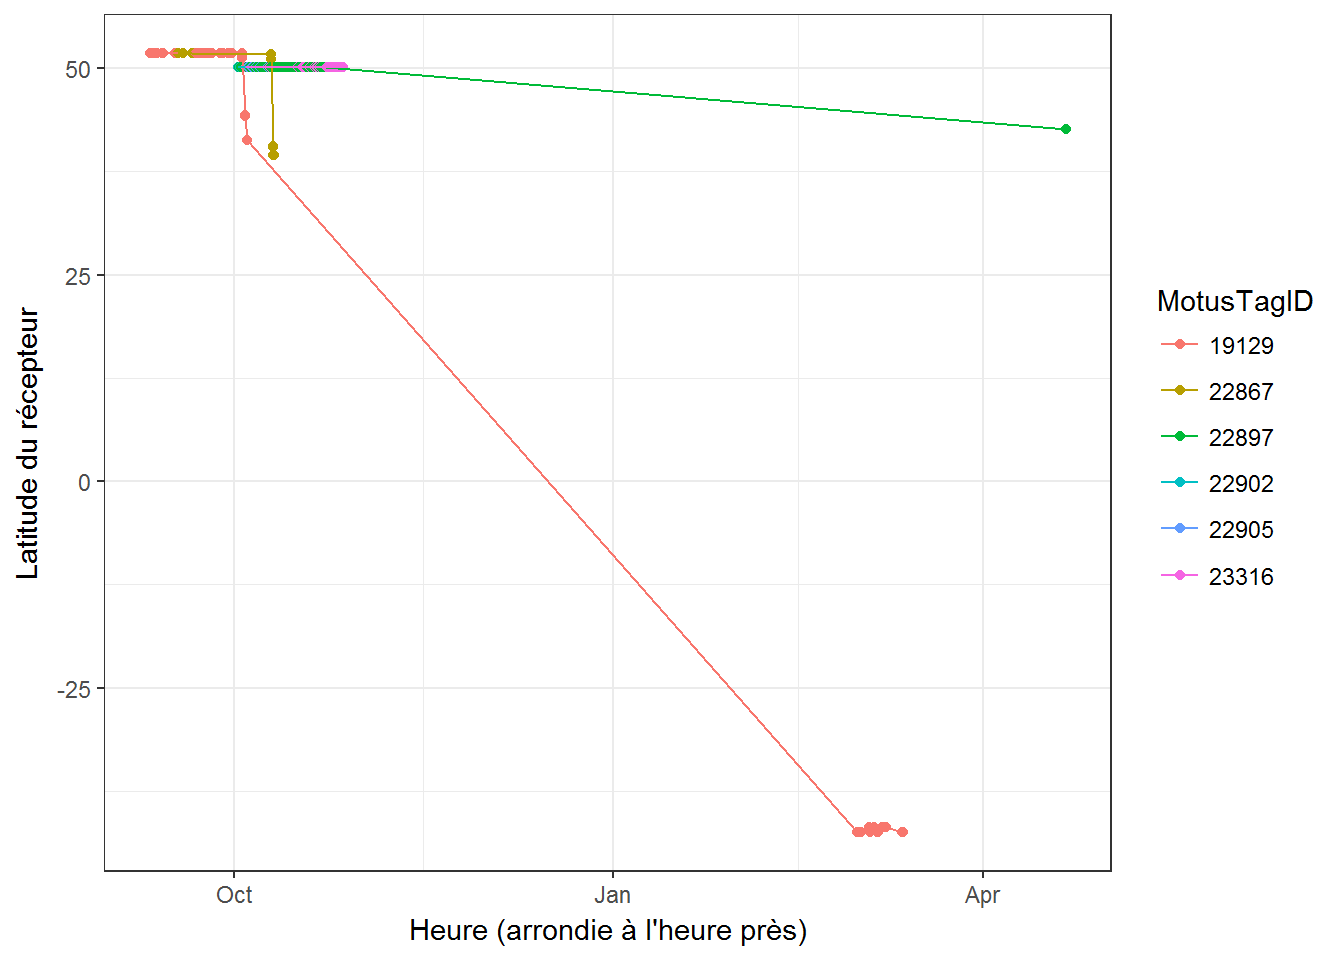 50
25
0
-25
Latitude du récepteur
Oct
Jan
Apr
Heure (arrondie à l'heure près)
MotusTagID
19129
22867
22897
22902
22905
23316